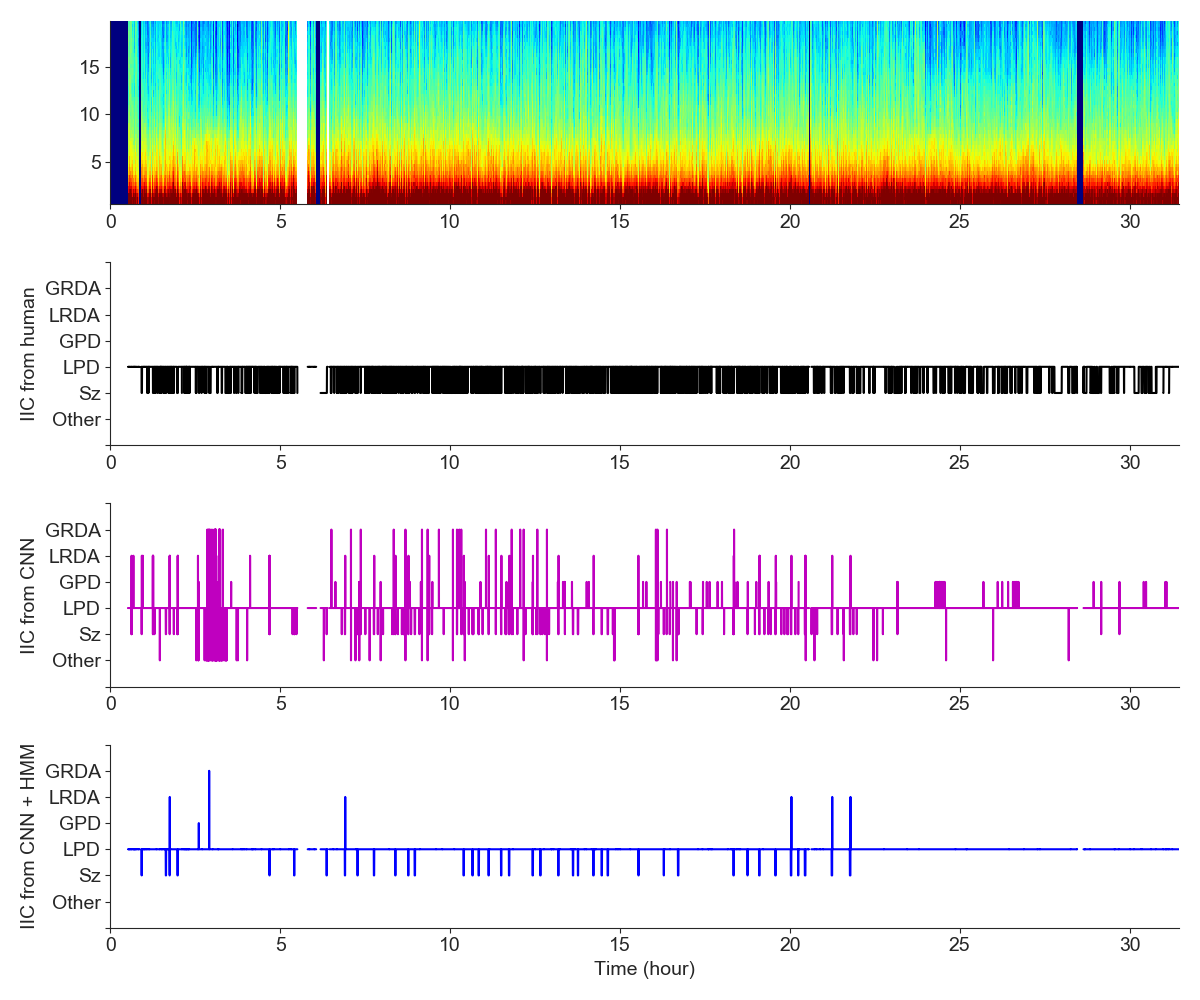 15
10
5
0 5 10 15 20 25 30
IIC from human
GRDA
LRDA
GPD
LPD
Sz
Other
0 5 10 15 20 25 30
IIC from CNN
GRDA
LRDA
GPD
LPD
Sz
Other
0 5 10 15 20 25 30
IIC from CNN + HMM
GRDA
LRDA
GPD
LPD
Sz
Other
0 5 10 15 20 25 30
Time (hour)